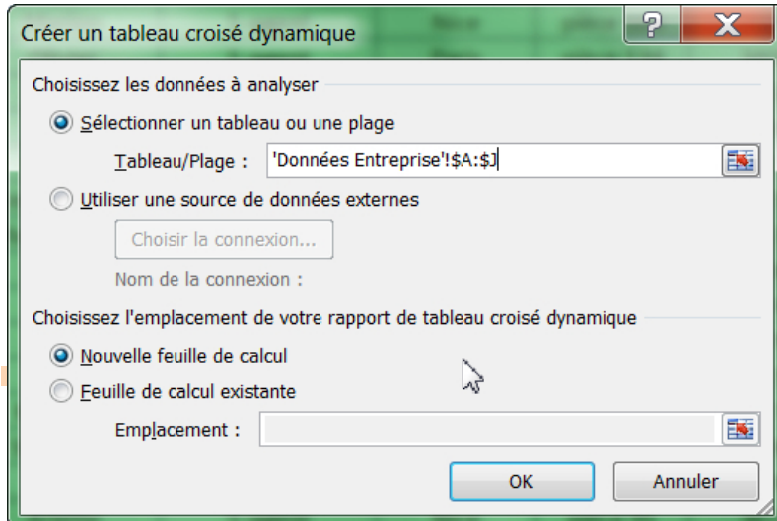 Créer un tableau croisé dynamique
?
X
Choisissez les données à analyser
Sélectionner un tableau ou une plage
Tableau/Plage : 'Données Entreprise'!$A:$J
Utiliser une source de données externes
Choisir la connexion...
Nom de la connexion :
Choisissez l'emplacement de votre rapport de tableau croisé dynamique
Nouvelle feuille de calcul
Feuille de calcul existante
Emplacement :
OK Annuler